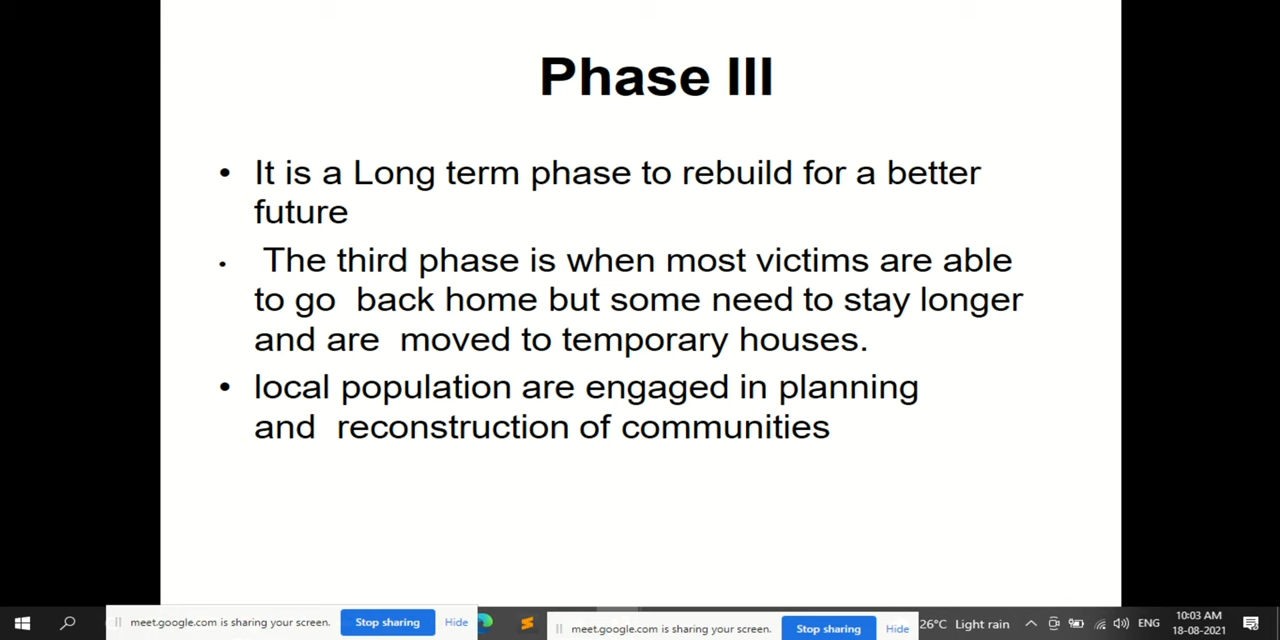 Phase III
• It is a Long term phase to rebuild for a better
future
• The third phase is when most victims are able
to go back home but some need to stay longer
and are moved to temporary houses.
• local population are engaged in planning
and reconstruction of communities
meet.google.com is sharing your screen. Stop sharing Hide
meet.google.com is sharing your screen. Stop sharing Hide
26°C Light rain
ENG
10:03 AM
18-08-2021